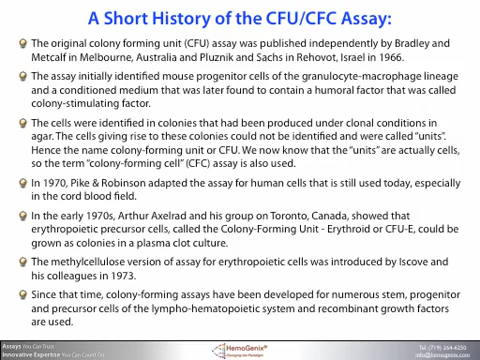 A Short History of the CFU/CFC Assay:
The original colony forming unit (CFU) assay was published independently by Bradley and
Metcalf in Melbourne, Australia and Pluznik and Sachs in Rehovot, Israel in 1966.
The assay initially identified mouse progenitor cells of the granulocyte-macrophage lineage
and a conditioned medium that was later found to contain a humoral factor that was called
colony-stimulating factor.
The cells were identified in colonies that had been produced under clonal conditions in
agar. The cells giving rise to these colonies could not be identified and were called "units".
Hence the name colony-forming unit or CFU. We now know that the "units" are actually cells,
so the term "colony-forming cell" (CFC) assay is also used.
In 1970, Pike & Robinson adapted the assay for human cells that is still used today, especially
in the cord blood field.
In the early 1970s, Arthur Axelrad and his group on Toronto, Canada, showed that
erythropoietic precursor cells, called the Colony-Forming Unit - Erythroid or CFU-E, could be
grown as colonies in a plasma clot culture.
The methylcellulose version of assay for erythropoietic cells was introduced by Iscove and
his colleagues in 1973.
Since that time, colony-forming assays have been developed for numerous stem, progenitor
and precursor cells of the lympho-hematopoietic system and recombinant growth factors
are used.
Assays You Can Trust
Innovative Expertise You Can Count On
HemoGenix®
Changing the Paradigm
Tel: (719) 264-6250
info@hemogenix.com